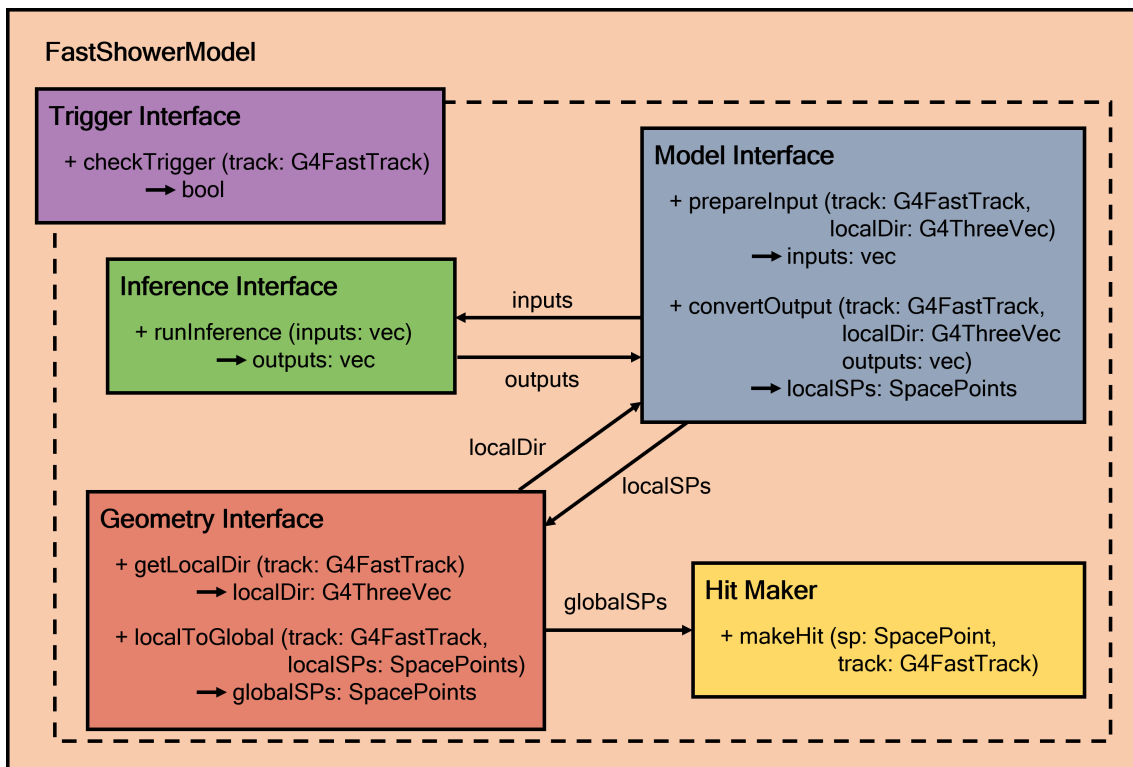 FastShowerModel
Trigger Interface
+ checkTrigger (track: G4FastTrack)
→ bool
Model Interface
+ prepareInput (track: G4FastTrack,
localDir: G4ThreeVec)
→ inputs: vec
+ convertOutput (track: G4FastTrack,
localDir: G4ThreeVec
outputs: vec)
→ localSPs: SpacePoints
Inference Interface
+ runInference (inputs: vec)
→ outputs: vec
inputs
outputs
localDir
localSPs
Geometry Interface
+ getLocalDir (track: G4FastTrack)
→ localDir: G4ThreeVec
+ localToGlobal (track: G4FastTrack,
localSPs: SpacePoints)
→ globalSPs: SpacePoints
globalSPs
Hit Maker
+ makeHit (sp: SpacePoint,
track: G4FastTrack)